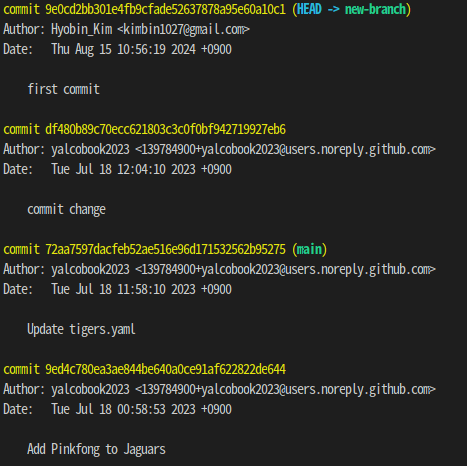 commit 9e0cd2bb301e4fb9cfade52637878a95e60a10c1 (HEAD -> new-branch)
Author: Hyobin_Kim <kimbin1027@gmail.com>
Date:   Thu Aug 15 10:56:19 2024 +0900
first commit
commit df480b89c70ecc621803c3c0f0bf942719927eb6
Author: yalcobook2023 <139784900+yalcobook2023@users.noreply.github.com>
Date:   Tue Jul 18 12:04:10 2023 +0900
commit change
commit 72aa7597dacfeb52ae516e96d171532562b95275 (main)
Author: yalcobook2023 <139784900+yalcobook2023@users.noreply.github.com>
Date:   Tue Jul 18 11:58:10 2023 +0900
Update tigers.yaml
commit 9ed4c780ea3ae844be640a0ce91af622822de644
Author: yalcobook2023 <139784900+yalcobook2023@users.noreply.github.com>
Date:   Tue Jul 18 00:58:53 2023 +0900
Add Pinkfong to Jaguars